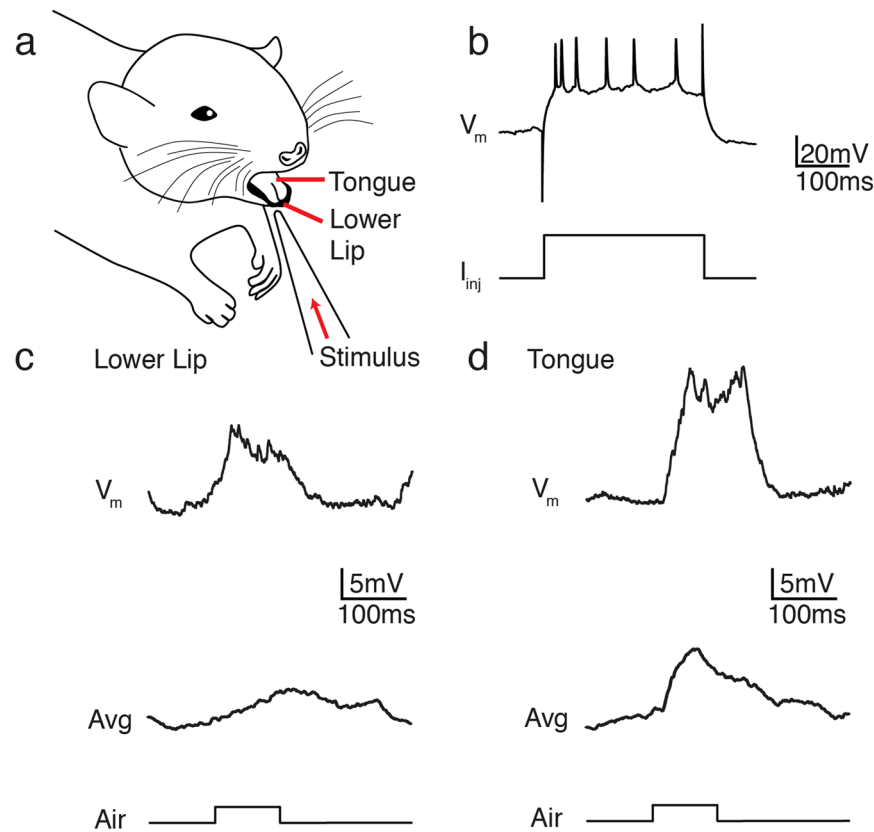 a
Tongue
Lower
Lip
Stimulus
b
Vm
20mV
100ms
Iinj
c Lower Lip
Vm
5mV
100ms
Avg
Air
d Tongue
Vm
5mV
100ms
Avg
Air